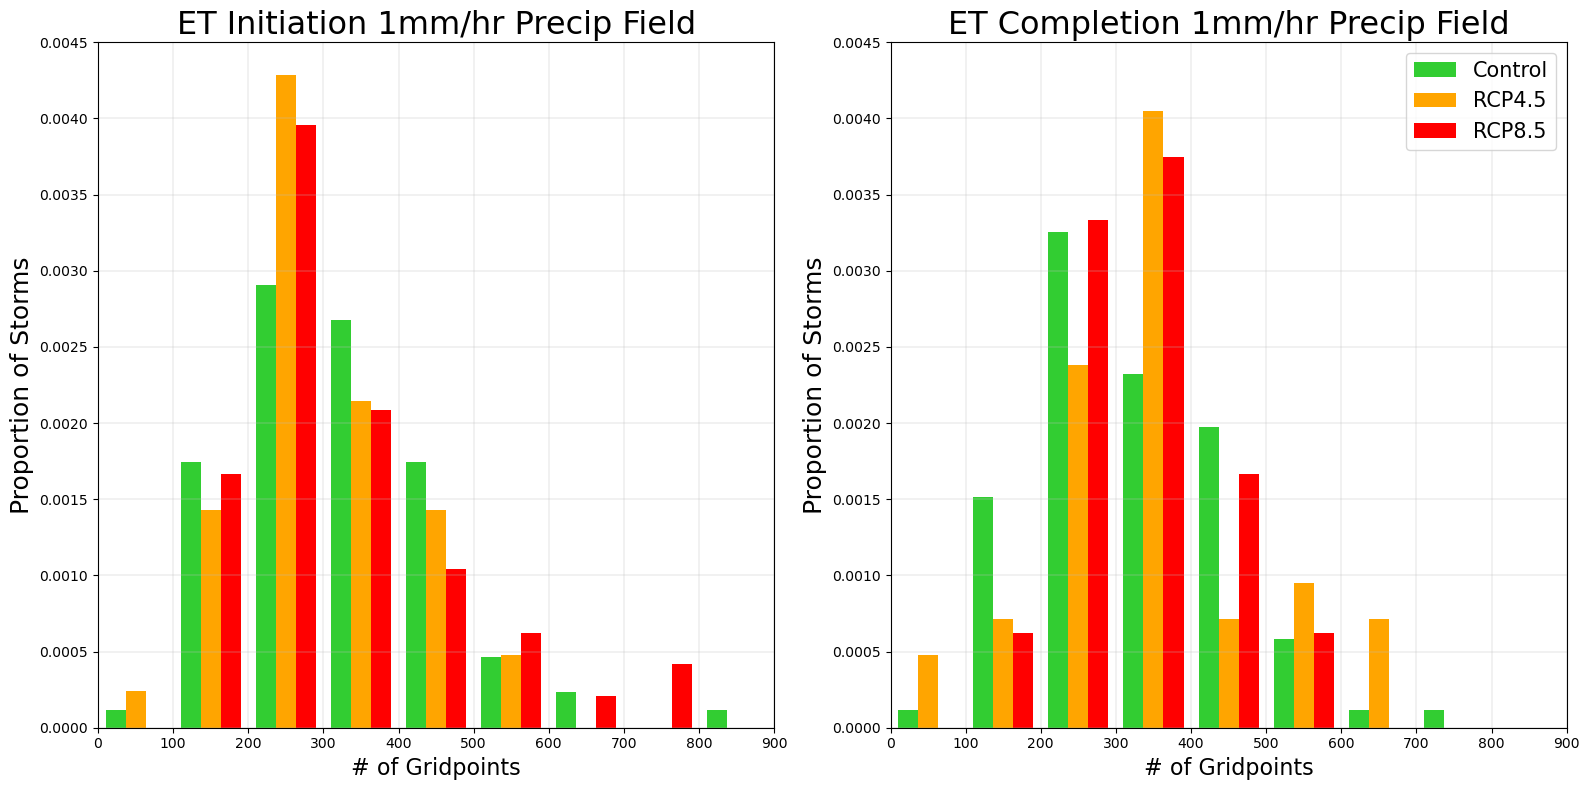 ET Initiation 1mm/hr Precip Field
0.0045
0.0040
0.0035
0.0030
0.0025
0.0020
0.0015
0.0010
0.0005
0.0000
Proportion of Storms
0 100 200 300 400 500 600 700 800 900
# of Gridpoints
ET Completion 1mm/hr Precip Field
0.0045
0.0040
0.0035
0.0030
0.0025
0.0020
0.0015
0.0010
0.0005
0.0000
Proportion of Storms
Control
RCP4.5
RCP8.5
0 100 200 300 400 500 600 700 800 900
# of Gridpoints